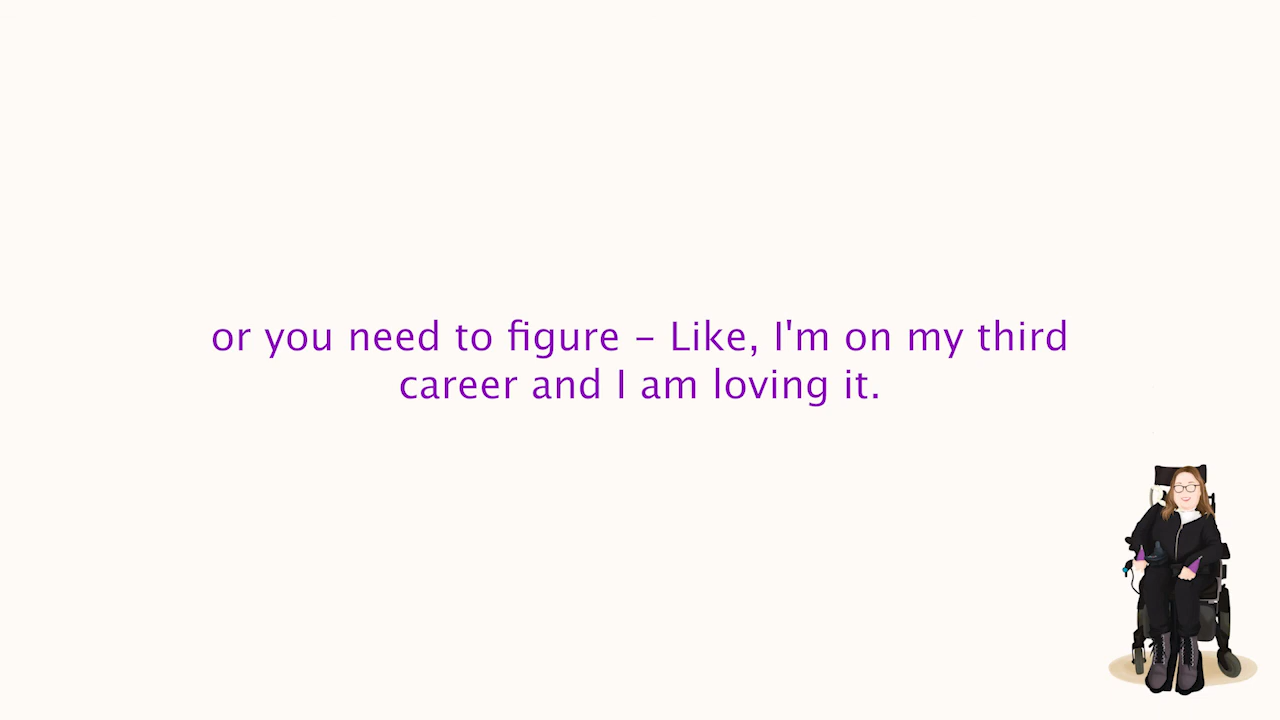 or you need to figure – Like, I'm on my third
career and I am loving it.